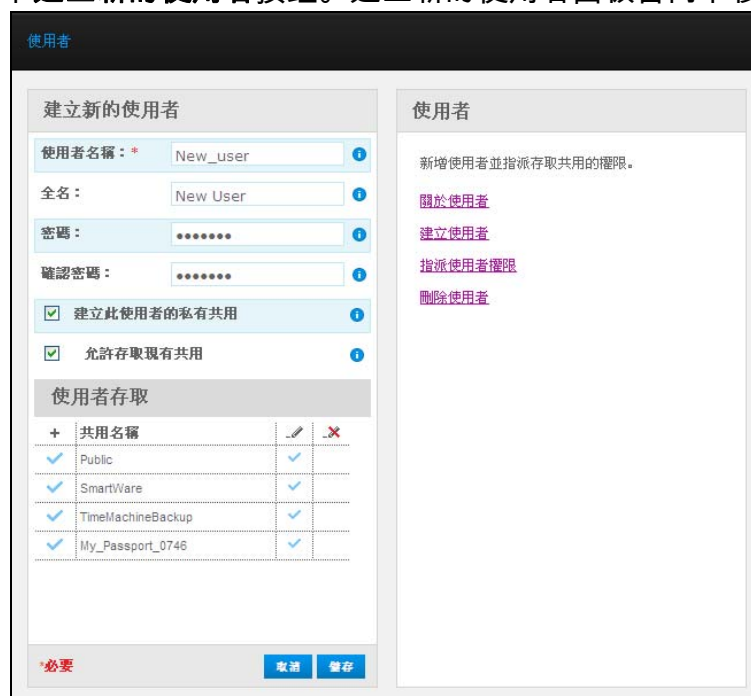 使用者
建立新的使用者
使用者名稱：*
New_user
全名：
New User
密碼：
•••••••
確認密碼：
•••••••
建立此使用者的私有共用
允許存取現有共用
使用者存取
+ 共用名稱
Public
SmartWare
TimeMachineBackup
My_Passport_0746
*必要
取消 儲存
使用者
新增使用者並指派存取共用的權限。
關於使用者
建立使用者
指派使用者權限
刪除使用者